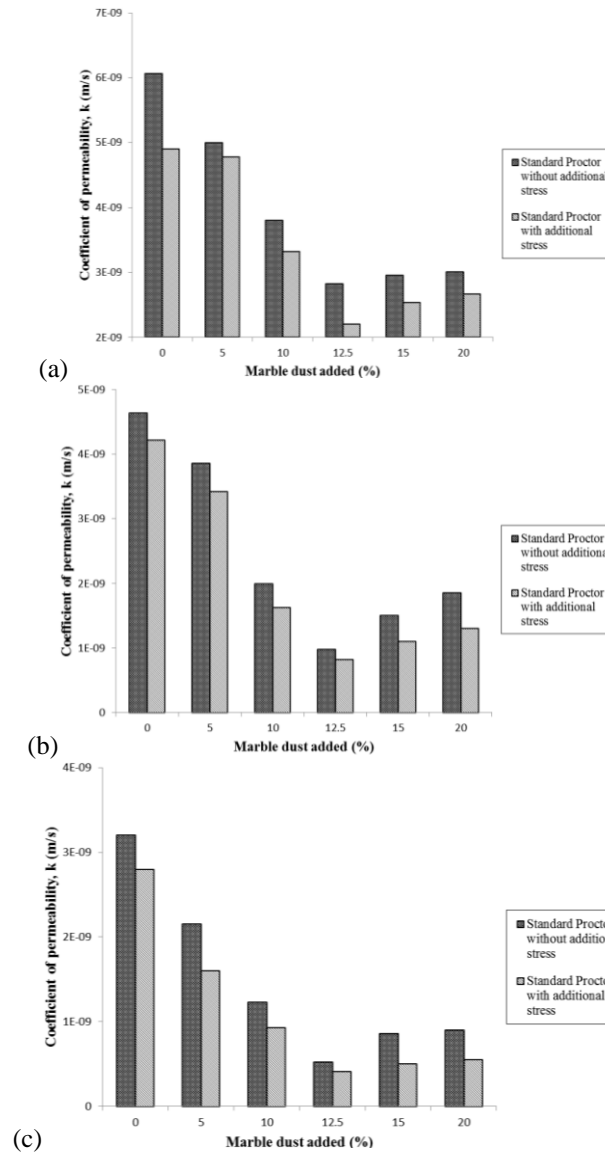 7E-09
6E-09
5E-09
4E-09
3E-09
2E-09
Coefficient of permeability, k (m/s)
0 5 10 12.5 15 20
Marble dust added (%)
Standard Proctor
without additional
stress
Standard Proctor
with additional
stress
(a)
5E-09
4E-09
3E-09
2E-09
1E-09
0
Coefficient of permeability, k (m/s)
0 5 10 12.5 15 20
Marble dust added (%)
Standard Proctor
without additiona
stress
Standard Proctor
with additional
stress
(b)
4E-09
3E-09
2E-09
1E-09
0
Coefficient of permeability, k (m/s)
0 5 10 12.5 15 20
Marble dust added (%)
Standard Procto
without additio
stress
Standard Procto
with additional
stress
(c)